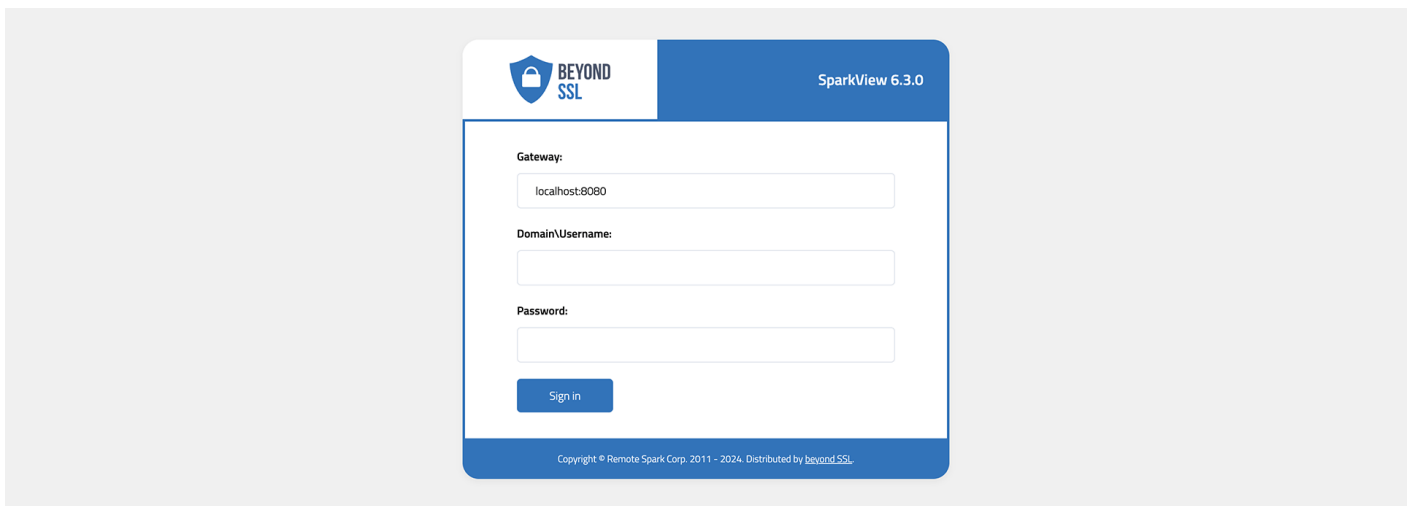 BEYOND
SSL
SparkView 6.3.0
Gateway:
localhost:8080
Domain\Username:
Password:
Sign in
Copyright © Remote Spark Corp. 2011 - 2024. Distributed by beyond SSL.